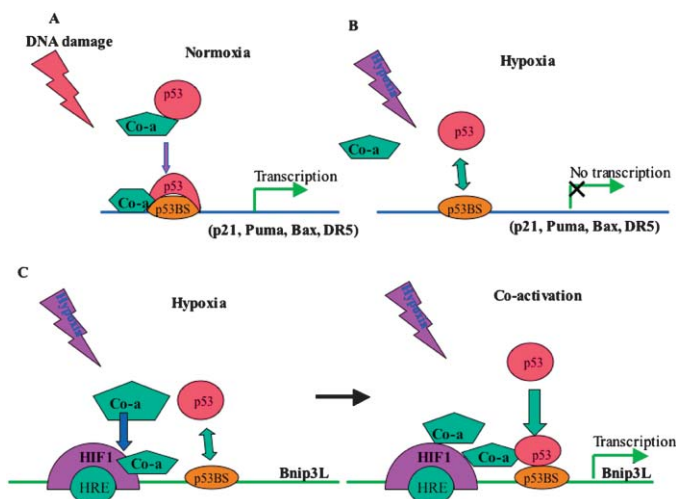 A
DNA damage
Normoxia
p53
Co-a
p53
Co-a
p53BS
Transcription
(p21, Puma, Bax, DR5)
B
Hypoxia
Hypoxia
Co-a
p53
p53BS
No transcription
(p21, Puma, Bax, DR5)
C
Hypoxia
Hypoxia
Co-a
p53
HIF1
Co-a
HRE
p53BS
Bnip3L
Hypoxia
Co-activation
p53
Co-a
HIF1
Co-a
p53
HRE
p53BS
Transcription
Bnip3L